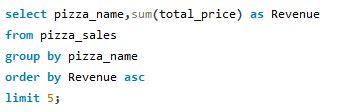 select pizza_name,sum(total_price) as Revenue
from pizza_sales
group by pizza_name
order by Revenue asc
limit 5;